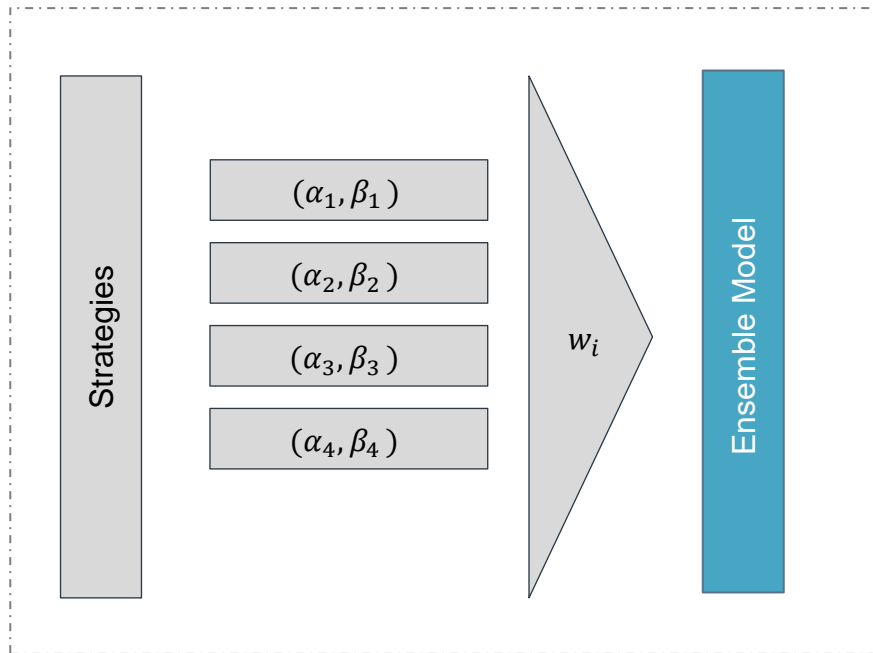 Strategies
(α₁, β₁)
(α₂, β₂)
(α₃, β₃)
(α₄, β₄)
wᵢ
Ensemble Model